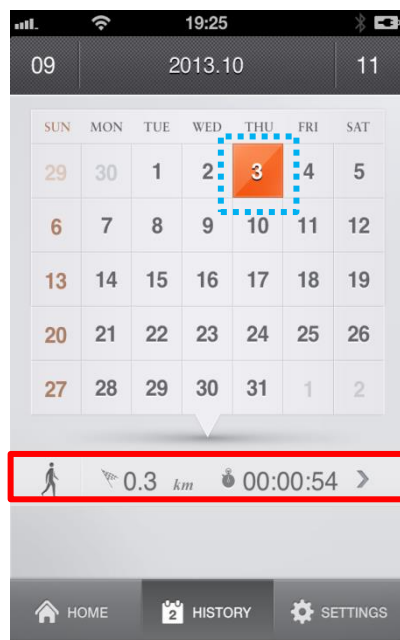 19:25
09 2013.10 11
SUN MON TUE WED THU FRI SAT
29 30 1 2 3 4 5
6 7 8 9 10 11 12
13 14 15 16 17 18 19
20 21 22 23 24 25 26
27 28 29 30 31 1 2
0.3 km 00:00:54
HOME 2 HISTORY SETTINGS